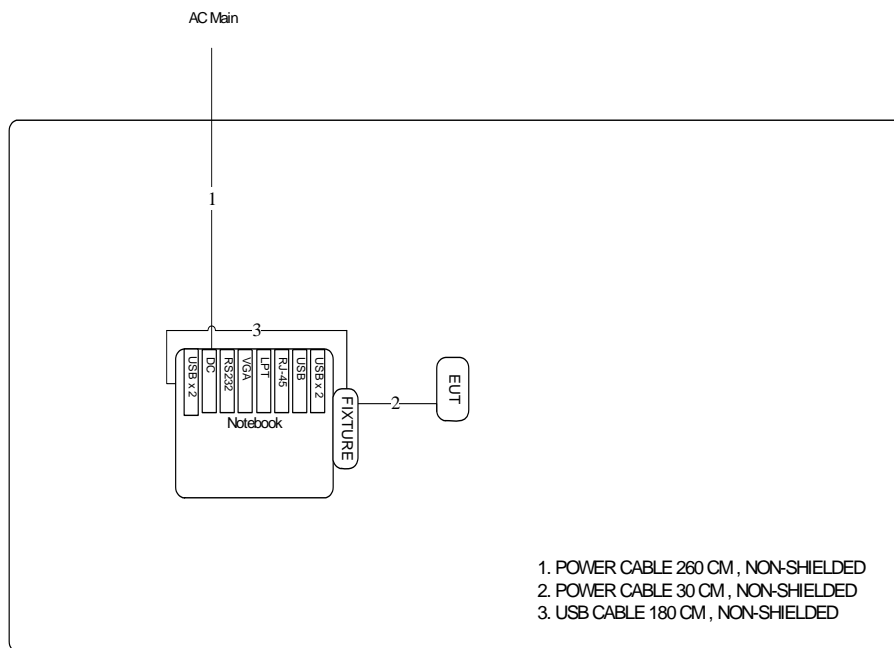 AC Main
1
3
USB x 2
DC
RS232
VGA
LPT
RJ-45
USB
USB x 2
Notebook
FIXTURE
2
EUT
1. POWER CABLE 260 CM , NON-SHIELDED
2. POWER CABLE 30 CM , NON-SHIELDED
3. USB CABLE 180 CM , NON-SHIELDED